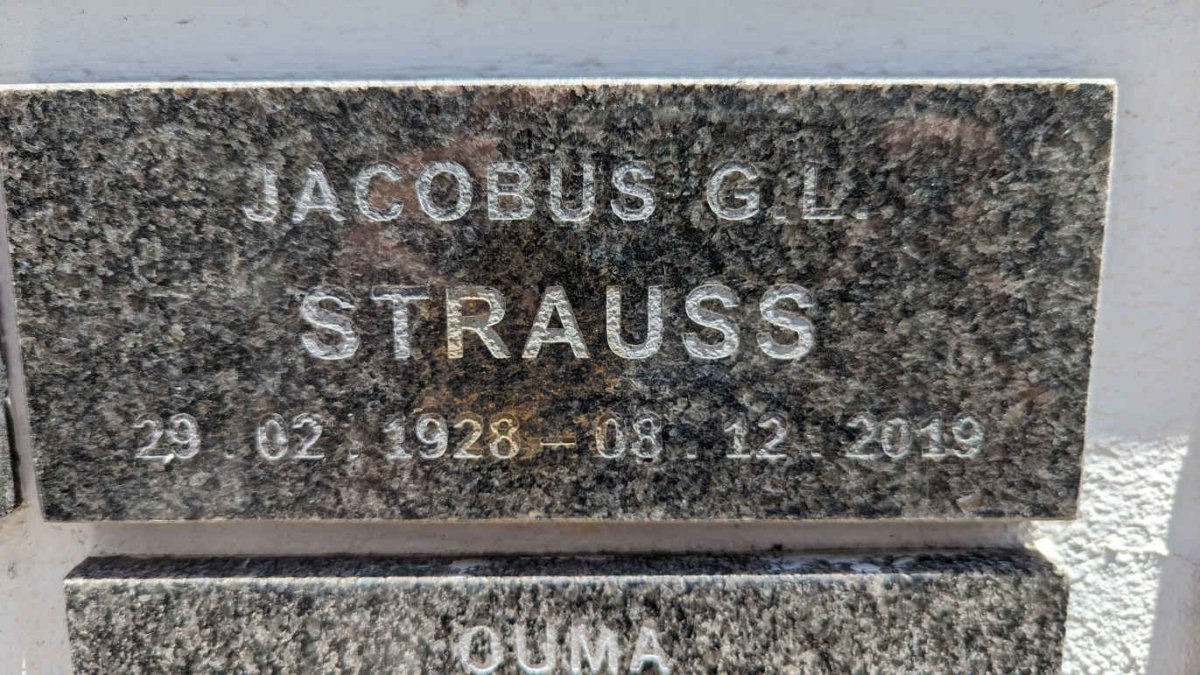 JACOBUS G.L.
STRAUSS
29.02.1928 – 08.12.2019
OUMA